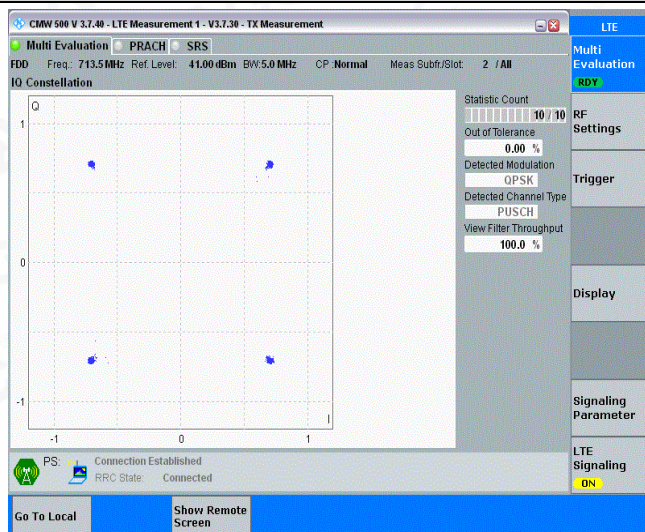 CMW 500 V 3.7.40 - LTE Measurement 1 - V3.7.30 - TX Measurement
LTE
Multi Evaluation PRACH SRS
Multi
Evaluation
RDY
FDD Freq.: 713.5 MHz Ref. Level: 41.00 dBm BW: 5.0 MHz CP : Normal Meas Subfr./Slot: 2 / All
IQ Constellation
Q
1
0
-1
I
-1 0 1
Statistic Count
10 / 10
Out of Tolerance
0.00 %
Detected Modulation
QPSK
Detected Channel Type
PUSCH
View Filter Throughput
100.0 %
RF
Settings
Trigger
Display
Signaling
Parameter
LTE
Signaling
ON
PS: Connection Established
RRC State: Connected
Go To Local
Show Remote
Screen